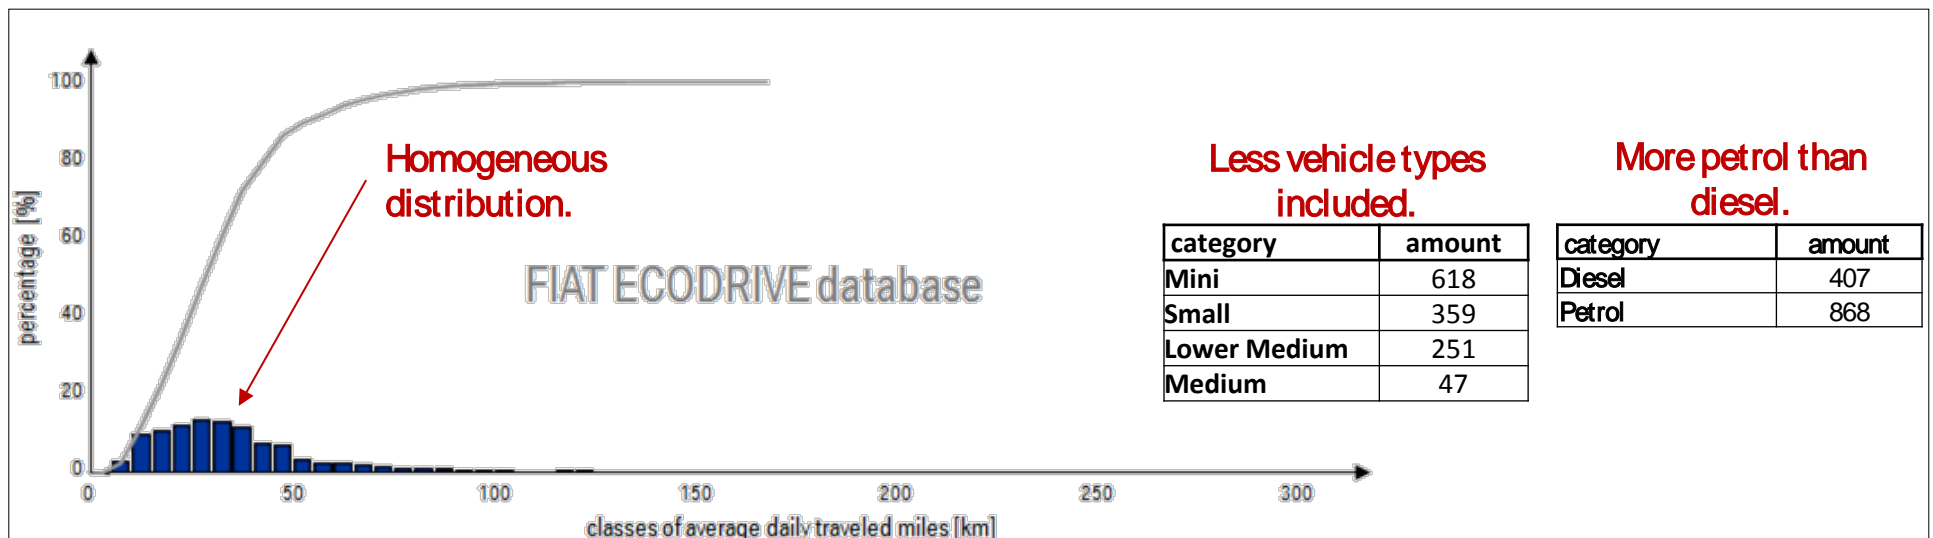 100
80
60
40
20
0
percentage [%]
0 50 100 150 200 250 300
classes of average daily traveled miles [km]
Homogeneous
distribution.
FIAT ECODRIVE database
Less vehicle types
included.
category amount
Mini 618
Small 359
Lower Medium 251
Medium 47
More petrol than
diesel.
category amount
Diesel 407
Petrol 868